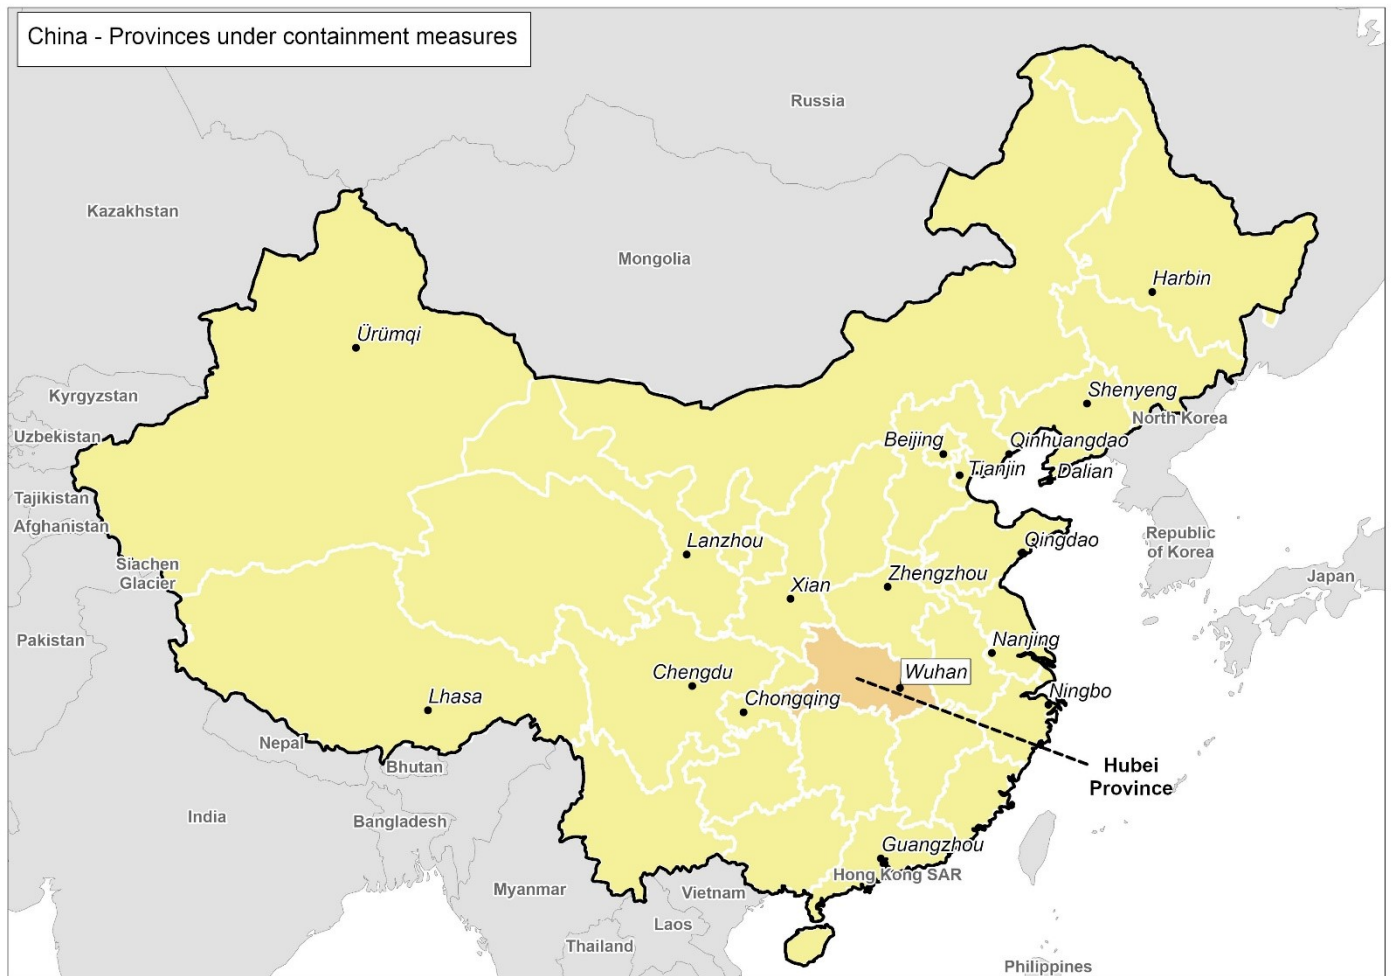 China - Provinces under containment measures
Russia
Kazakhstan
Mongolia
Harbin
Ürümqi
Kyrgyzstan
Shenyeng
North Korea
Uzbekistan
Beijing
Qinhuangdao
Tianjin
Dalian
Tajikistan
Afghanistan
Lanzhou
Qingdao
Republic
of Korea
Siachen
Glacier
Xian
Zhengzhou
Japan
Pakistan
Nanjing
Chengdu
Wuhan
Lhasa
Chongqing
Ningbo
Nepal
Bhutan
Hubei
Province
India
Bangladesh
Guangzhou
Hong Kong SAR
Myanmar
Vietnam
Laos
Thailand
Philippines